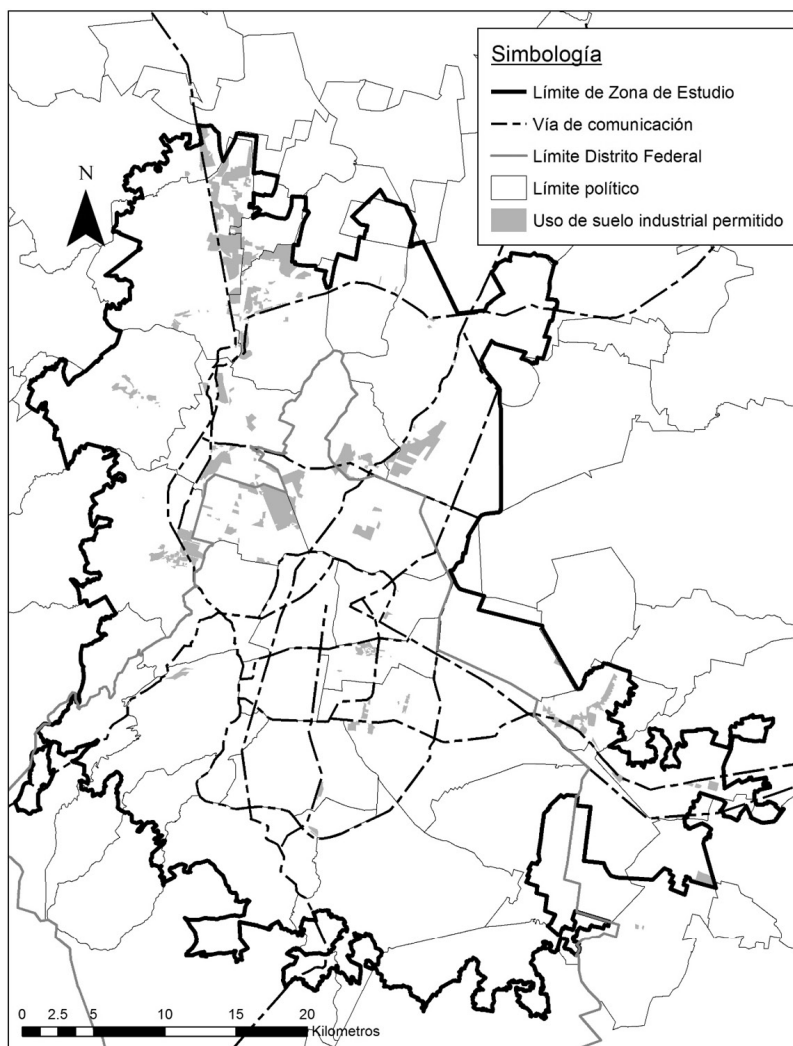 Simbología
Límite de Zona de Estudio
Vía de comunicación
Límite Distrito Federal
Límite político
Uso de suelo industrial permitido
N
0 2.5 5 10 15 20
Kilometros